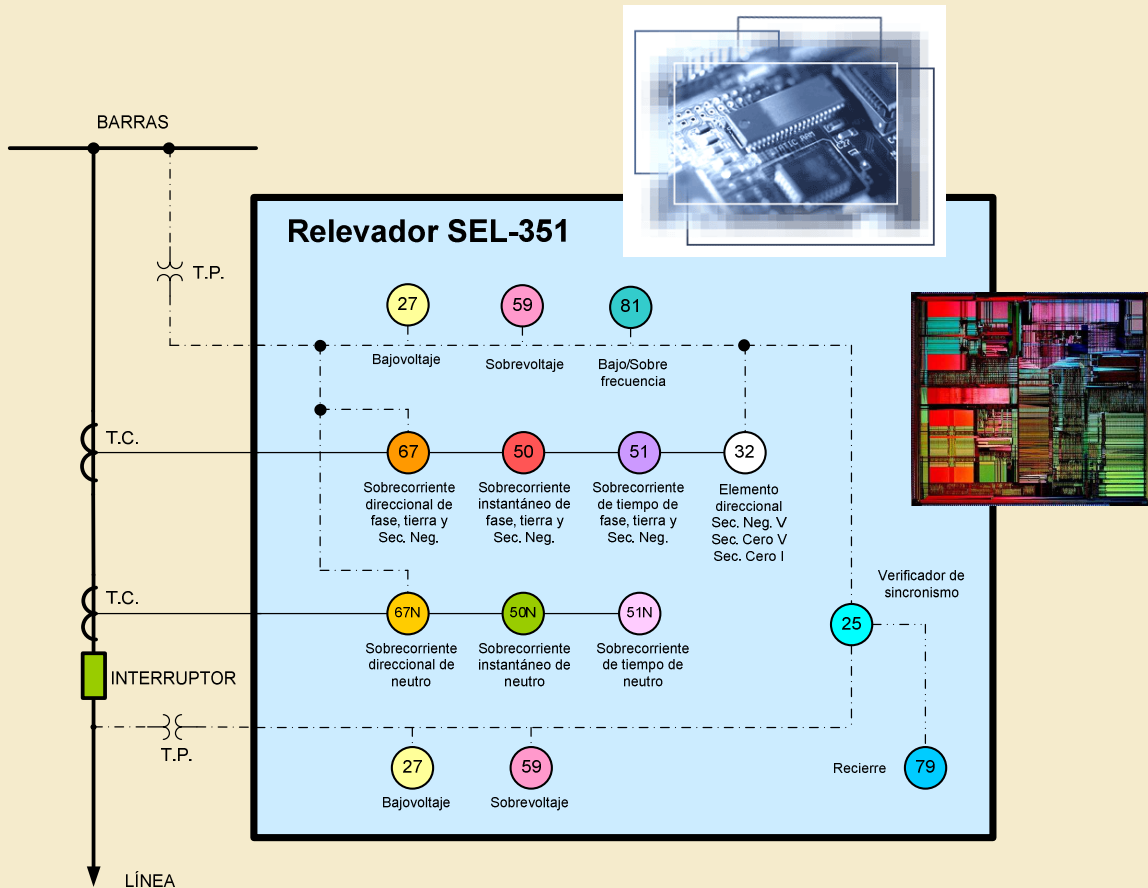 BARRAS
Relevador SEL-351
STATIC RAM
T.P.
27
59
81
Bajovoltaje
Sobrevoltaje
Bajo/Sobre
frecuencia
T.C.
67
50
51
32
Sobrecorriente
direccional de
fase, tierra y
Sec. Neg.
Sobrecorriente
instantáneo de
fase, tierra y
Sec. Neg.
Sobrecorriente
de tiempo de
fase, tierra y
Sec. Neg.
Elemento
direccional
Sec. Neg. V
Sec. Cero V
Sec. Cero I
T.C.
67N
50N
51N
Sobrecorriente
direccional de
neutro
Sobrecorriente
instantáneo de
neutro
Sobrecorriente
de tiempo de
neutro
Verificador de
sincronismo
25
INTERRUPTOR
T.P.
27
59
Bajovoltaje
Sobrevoltaje
Recierre
79
LÍNEA